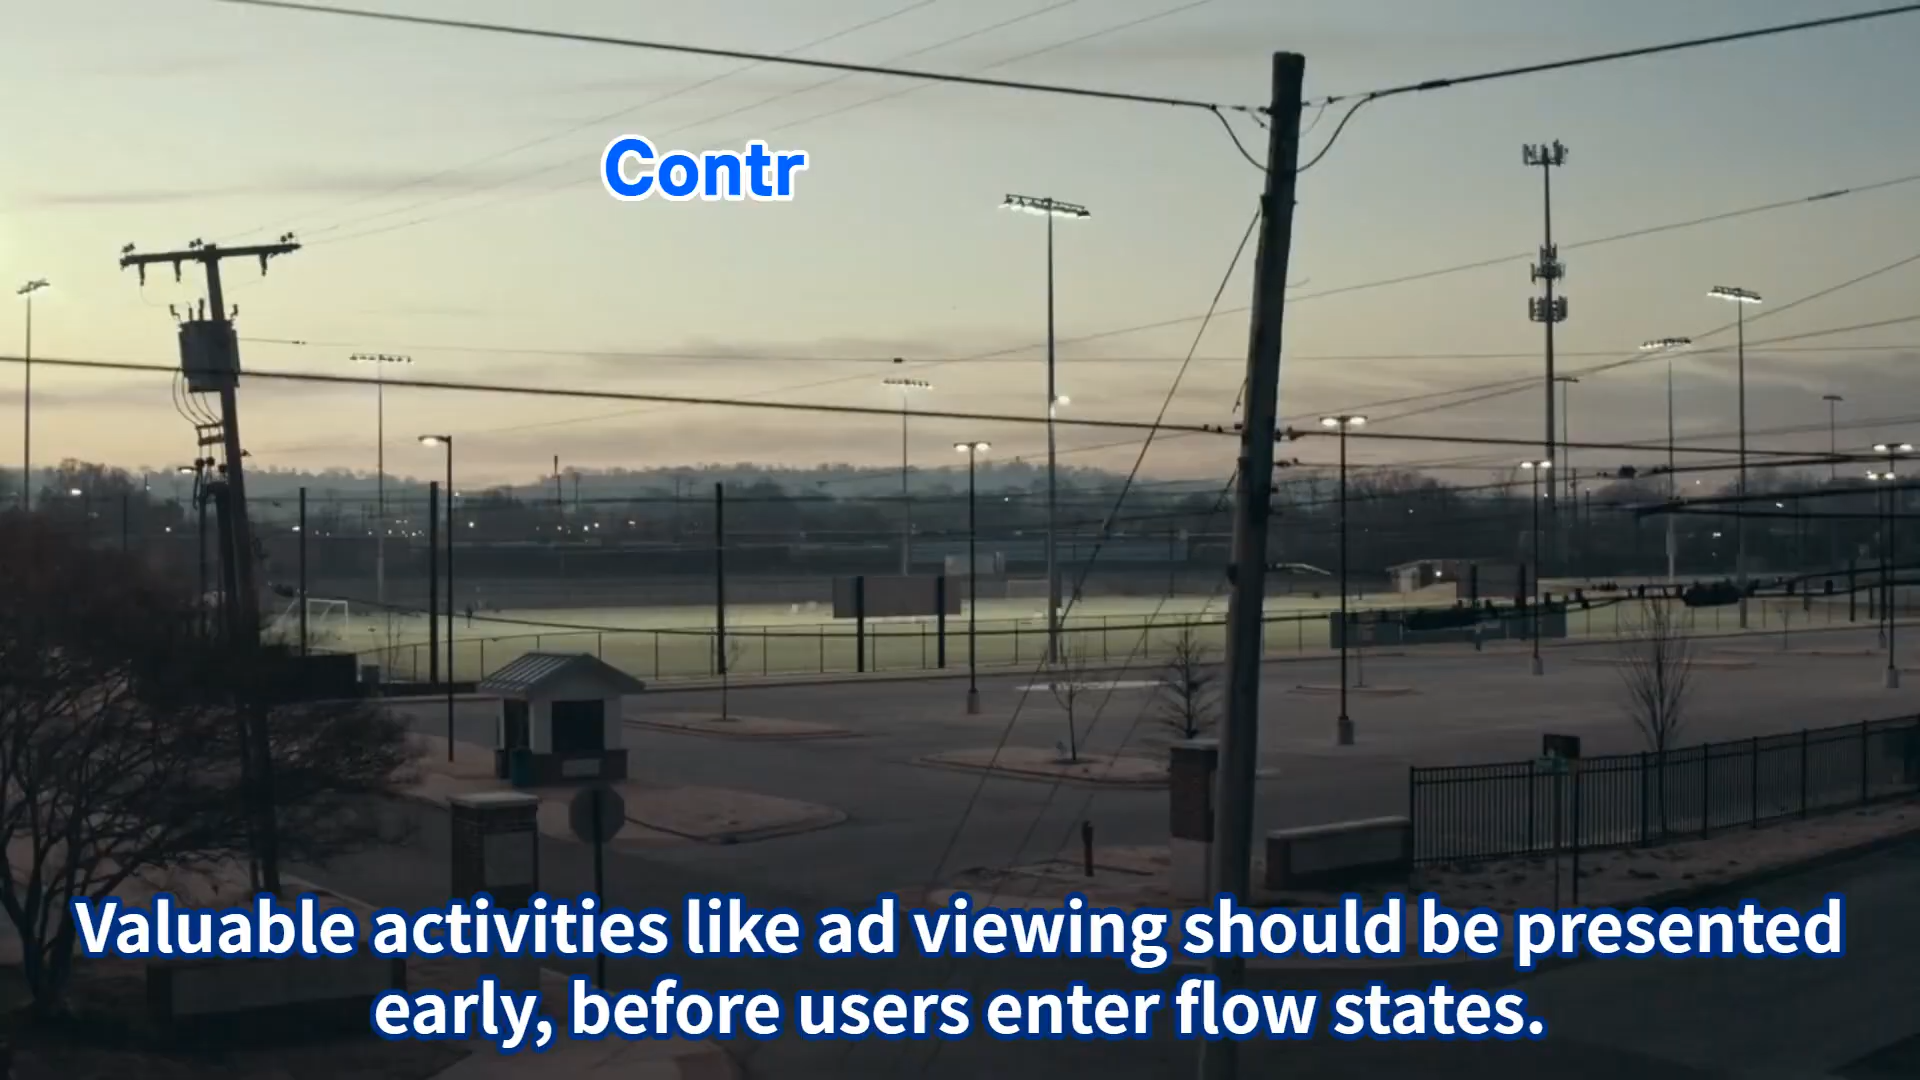 Contr
Valuable activities like ad viewing should be presented
early, before users enter flow states.